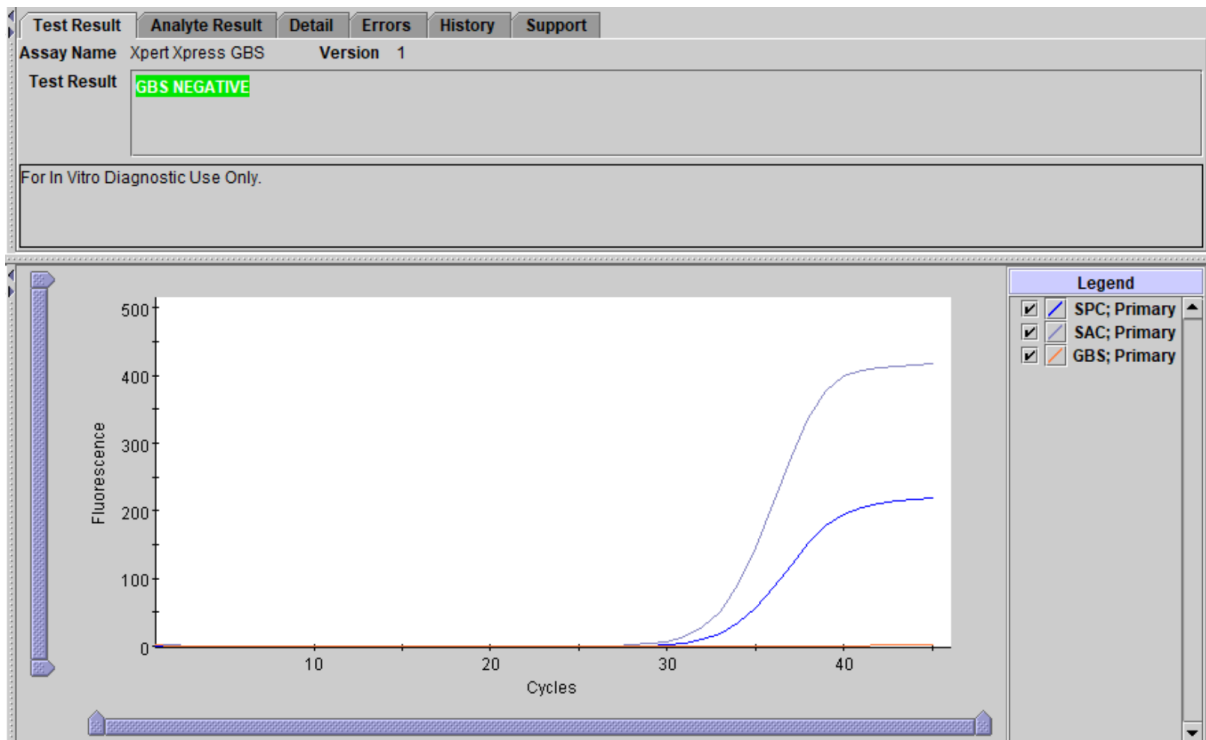 Test Result Analyte Result Detail Errors History Support
Assay Name Xpert Xpress GBS Version 1
Test Result GBS NEGATIVE
For In Vitro Diagnostic Use Only.
Legend
SPC; Primary
SAC; Primary
GBS; Primary
500
400
300
200
100
0
Fluorescence
10 20 30 40
Cycles